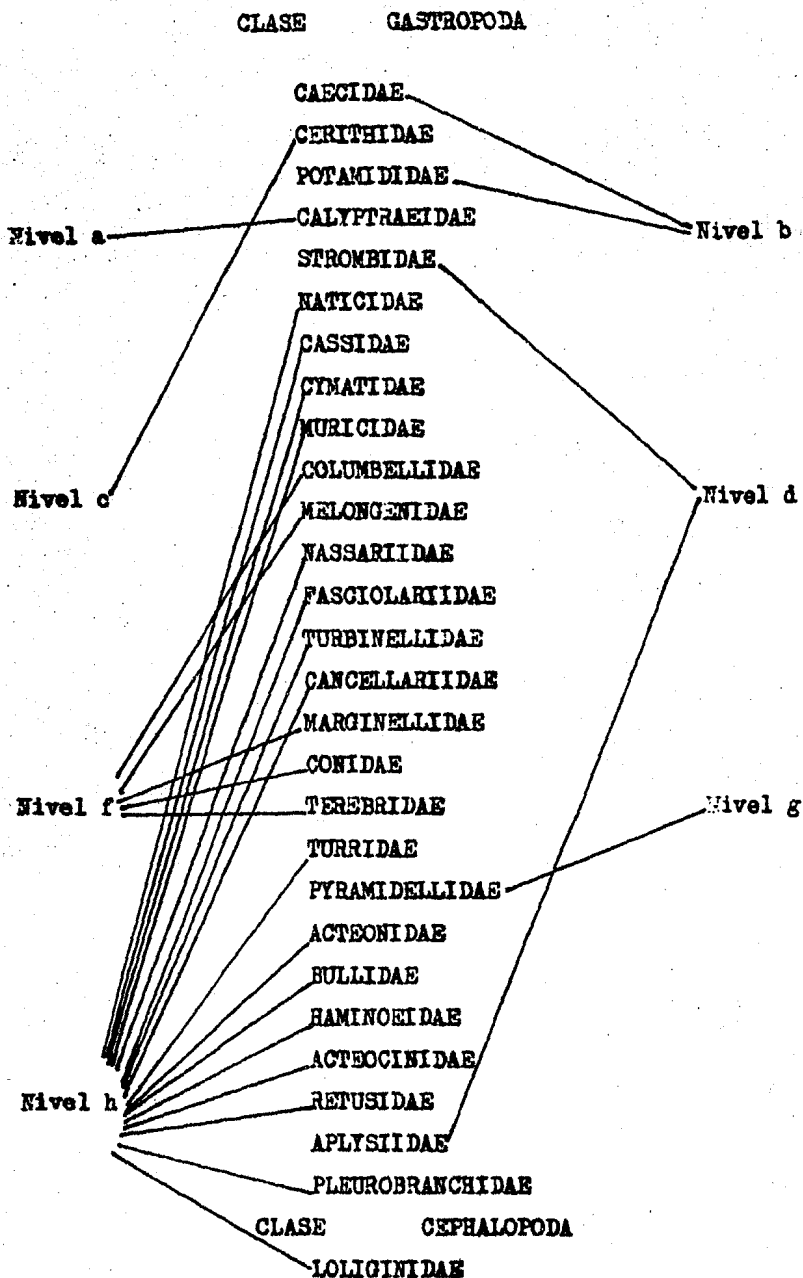 CLASE GASTROPODA
CAECIDAE
CERITHIDAE
POTAMIDIDAE
Nivel a CALYPTRAEIDAE Nivel b
STROMBIDAE
NATICIDAE
CASSIDAE
CYMATIDAE
MURICIDAE
COLUMBELLIDAE
Nivel c MELONGENIDAE Nivel d
NASSARIIDAE
FASCIOLARIIDAE
TURBINELLIDAE
CANCELLARIIDAE
MARGINELLIDAE
CONIDAE
Nivel f TEREBRIDAE Nivel g
TURRIDAE
PYRAMIDELLIDAE
ACTEONIDAE
BULLIDAE
HAMINOEIDAE
ACTEOCINIDAE
Nivel h RETUSIDAE
APLYSIIDAE
PLEUROBRANCHIDAE
CLASE CEPHALOPODA
LOLIGINIDAE